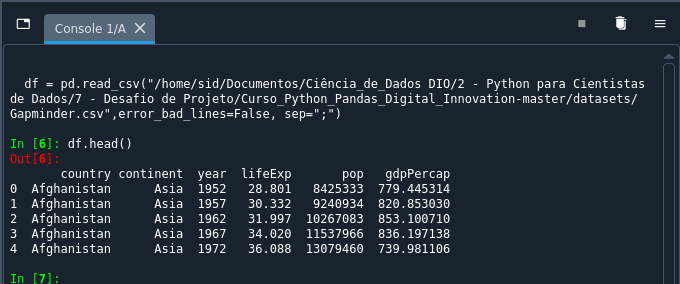 Console 1/A
df = pd.read_csv("/home/sid/Documentos/Ciência_de_Dados DIO/2 - Python para Cientistas
de Dados/7 - Desafio de Projeto/Curso_Python_Pandas_Digital_Innovation-master/datasets/
Gapminder.csv",error_bad_lines=False, sep=";")
In [6]: df.head()
Out[6]:
country continent year lifeExp pop gdpPercap
0 Afghanistan Asia 1952 28.801 8425333 779.445314
1 Afghanistan Asia 1957 30.332 9240934 820.853030
2 Afghanistan Asia 1962 31.997 10267083 853.100710
3 Afghanistan Asia 1967 34.020 11537966 836.197138
4 Afghanistan Asia 1972 36.088 13079460 739.981106
In [7]: